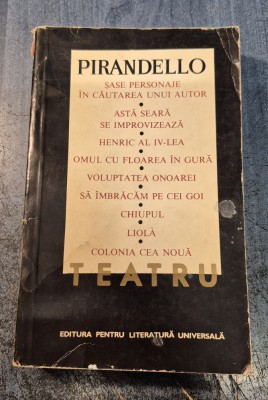 PIRANDELLO
ȘASE PERSONAJE
ÎN CĂUTAREA UNUI AUTOR
ASTĂ SEARĂ
SE IMPROVIZEAZĂ
HENRIC AL IV-LEA
OMUL CU FLOAREA ÎN GURĂ
VOLUPTATEA ONOAREI
SĂ ÎMBRĂCĂM PE CEI GOI
CHIUPUL
LIOLÀ
COLONIA CEA NOUĂ
TEATRU
EDITURA PENTRU LITERATURĂ UNIVERSALĂ